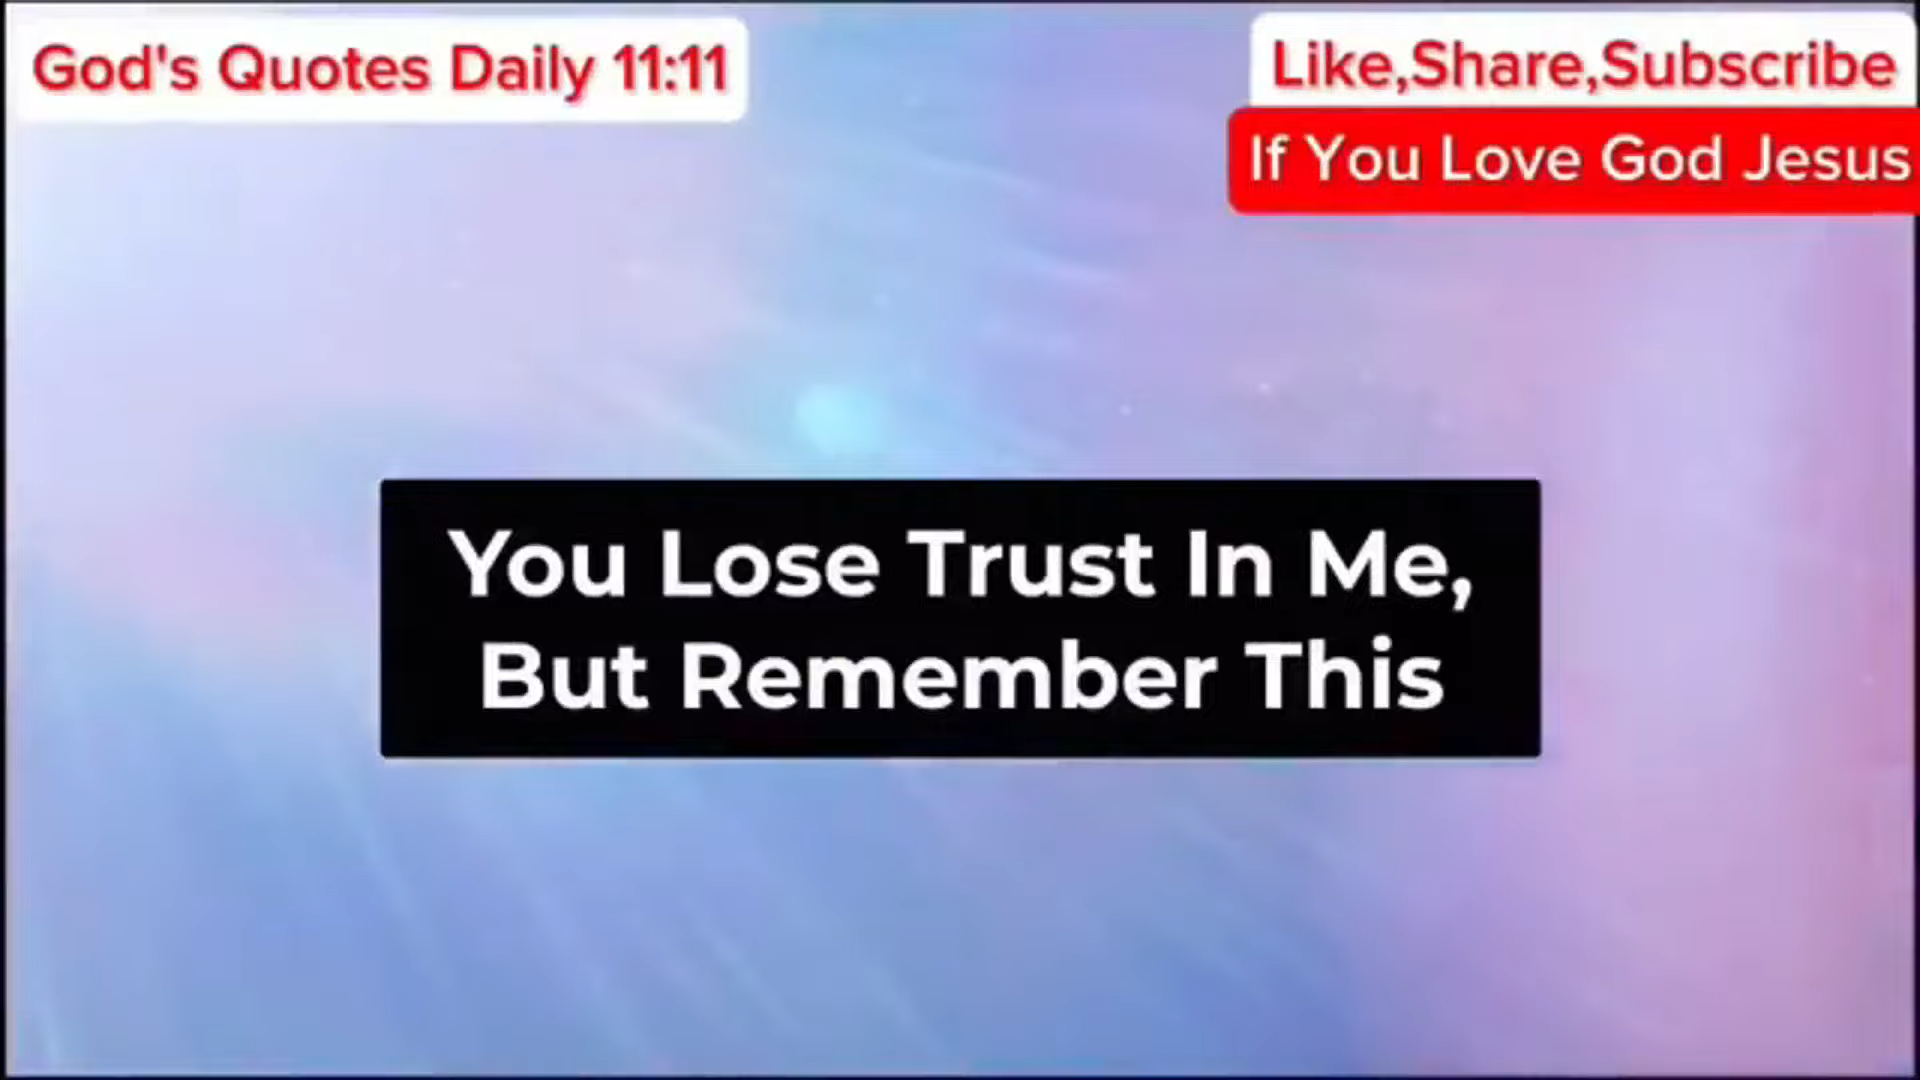 God's Quotes Daily 11:11
Like,Share,Subscribe
If You Love God Jesus
You Lose Trust In Me,
But Remember This